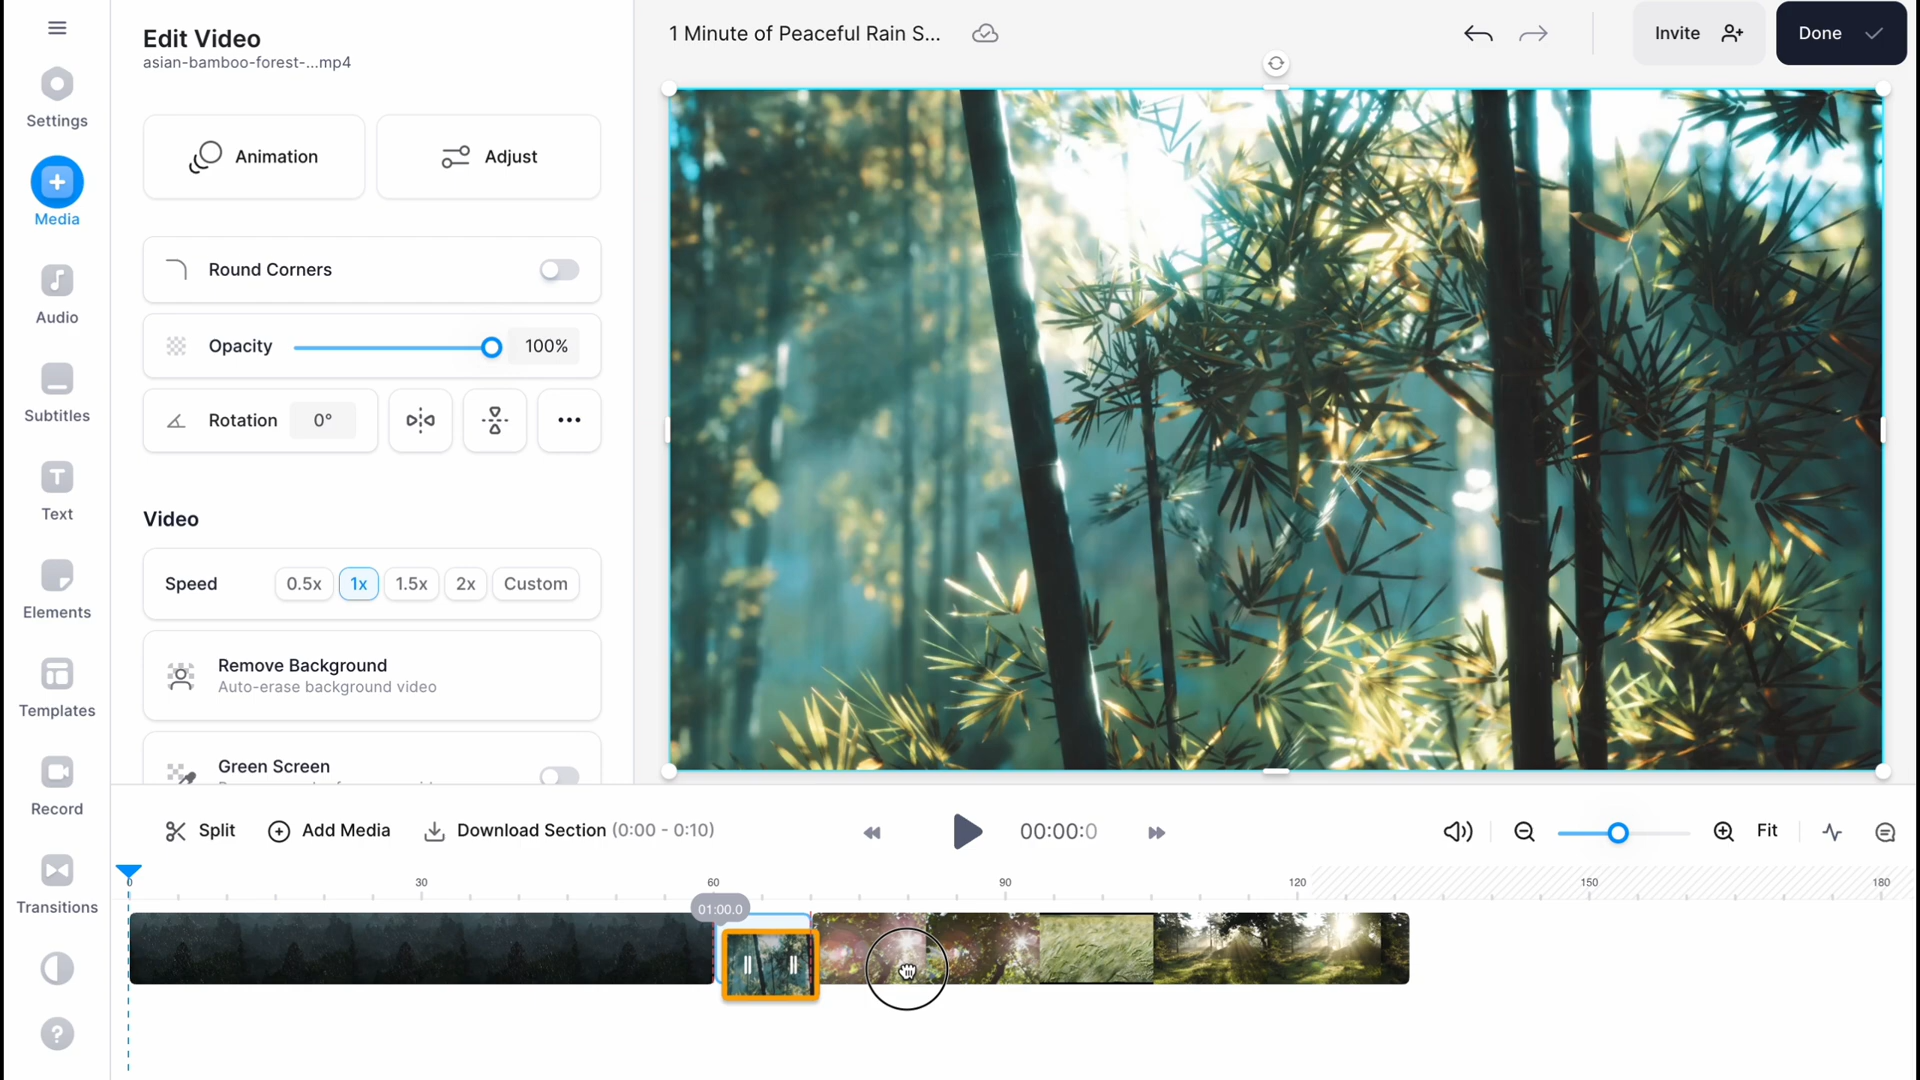 Edit Video
asian-bamboo-forest-...mp4
1 Minute of Peaceful Rain S...
Invite
Done
Settings
Media
Audio
Subtitles
Text
Elements
Templates
Record
Transitions
?
Animation
Adjust
Round Corners
Opacity
100%
Rotation
0°
Video
Speed
0.5x
1x
1.5x
2x
Custom
Remove Background
Auto-erase background video
Green Screen
Split
Add Media
Download Section (0:00 - 0:10)
00:00:0
Fit
0
30
60
90
120
150
180
01:00.0